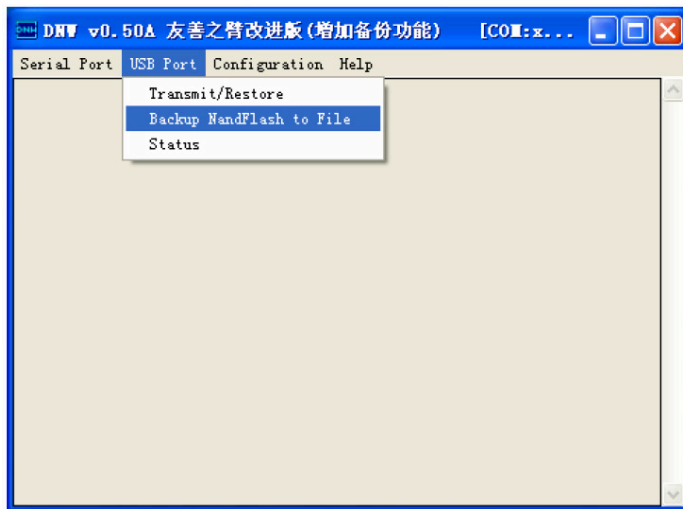 DNW v0.50A 友善之臂改进版(增加备份功能) [COM:x...
Serial Port USB Port Configuration Help
Transmit/Restore
Backup NandFlash to File
Status